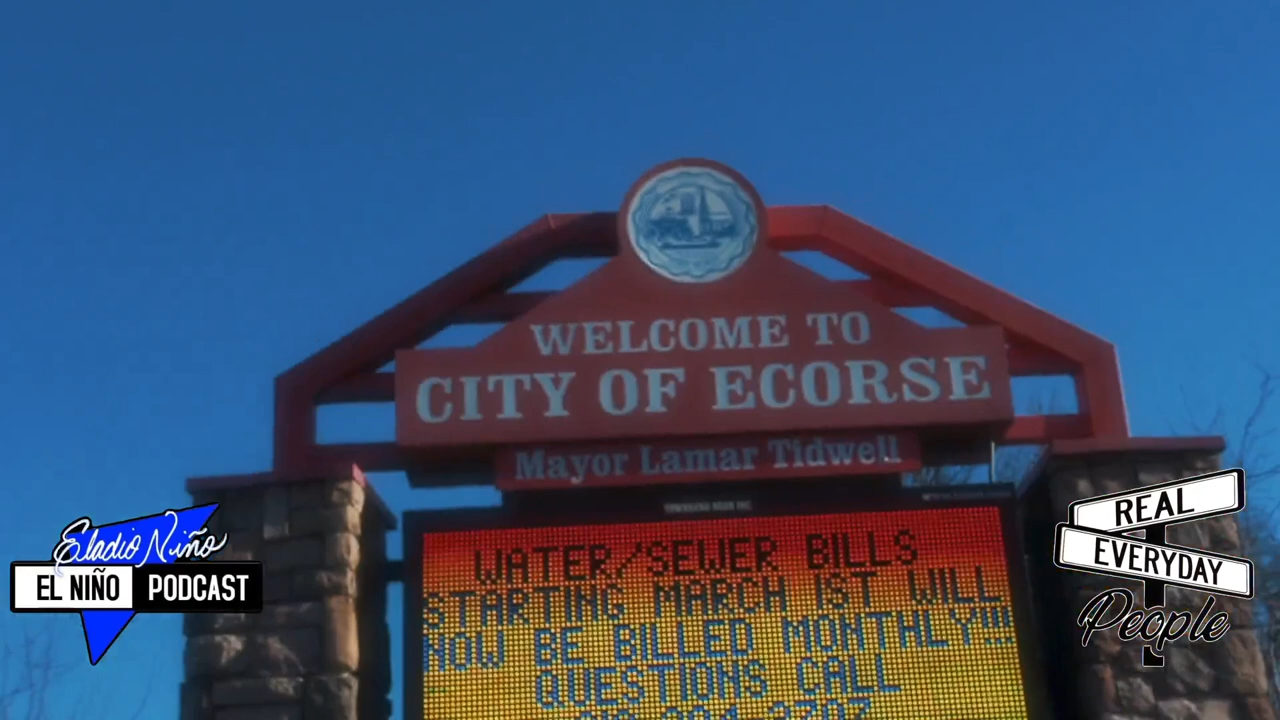 WELCOME TO
CITY OF ECORSE
Mayor Lamar Tidwell
WATER/SEWER BILLS
STARTING MARCH 1ST WILL
NOW BE BILLED MONTHLY!!!
QUESTIONS CALL
Eladio Niño
EL NIÑO PODCAST
REAL
EVERYDAY
People